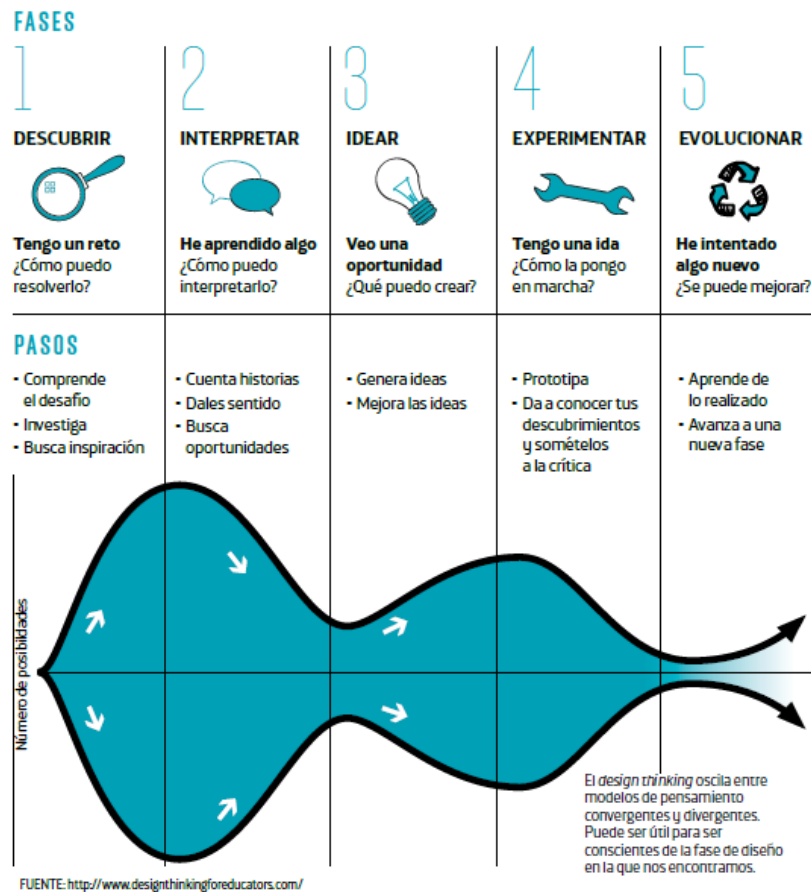 FASES
1
DESCUBRIR
Tengo un reto
¿Cómo puedo
resolverlo?
2
INTERPRETAR
He aprendido algo
¿Cómo puedo
interpretarlo?
3
IDEAR
Veo una
oportunidad
¿Qué puedo crear?
4
EXPERIMENTAR
Tengo una ida
¿Cómo la pongo
en marcha?
5
EVOLUCIONAR
He intentado
algo nuevo
¿Se puede mejorar?
PASOS
· Comprende
el desafío
· Investiga
· Busca inspiración
· Cuenta historias
· Dales sentido
· Busca
oportunidades
· Genera ideas
· Mejora las ideas
· Prototipa
· Da a conocer tus
descubrimientos
y somételos
a la crítica
· Aprende de
lo realizado
· Avanza a una
nueva fase
Número de posibildades
El design thinking oscila entre
modelos de pensamiento
convergentes y divergentes.
Puede ser útil para ser
conscientes de la fase de diseño
en la que nos encontramos.
FUENTE: http://www.designthinkingforeducators.com/